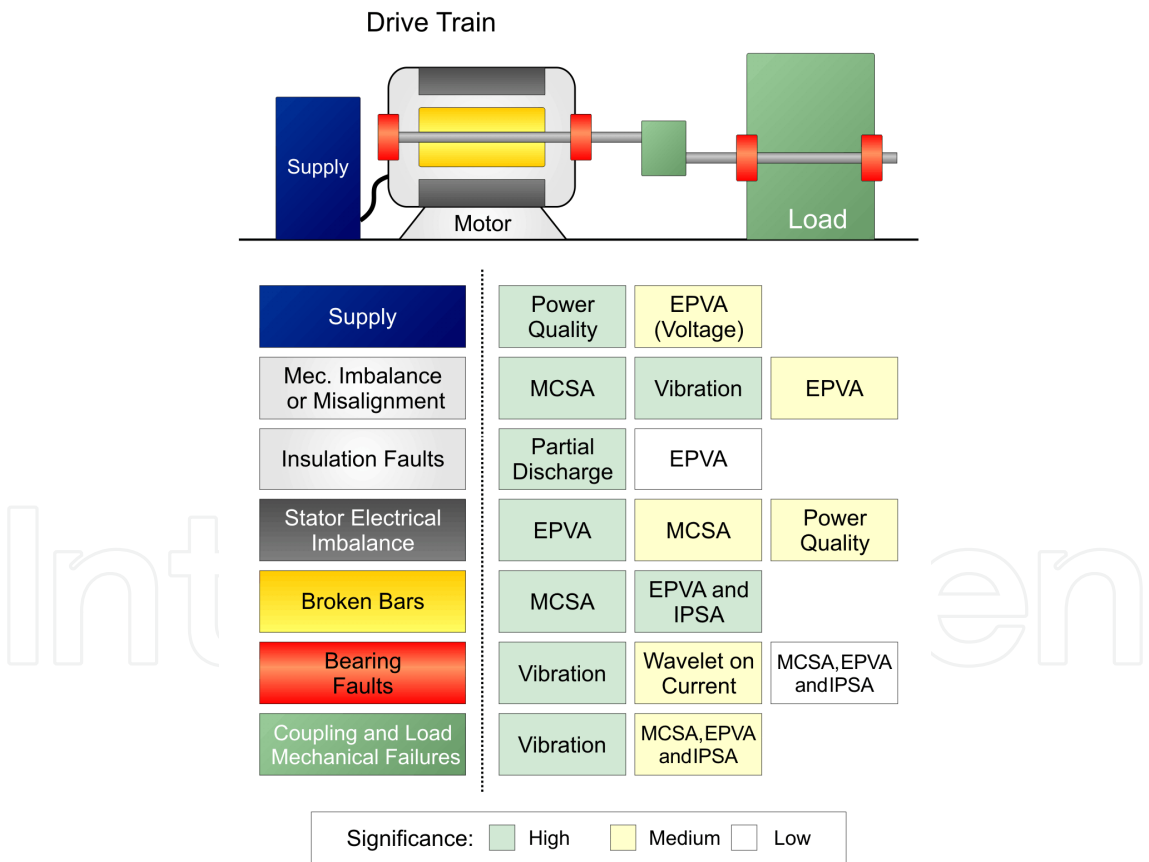 Drive Train
Supply
Motor
Load
Supply
Power
Quality
EPVA
(Voltage)
Mec. Imbalance
or Misalignment
MCSA
Vibration
EPVA
Insulation Faults
Partial
Discharge
EPVA
Stator Electrical
Imbalance
EPVA
MCSA
Power
Quality
Broken Bars
MCSA
EPVA and
IPSA
Bearing
Faults
Vibration
Wavelet on
Current
MCSA,EPVA
andIPSA
Coupling and Load
Mechanical Failures
Vibration
MCSA,EPVA
andIPSA
Significance: High Medium Low
Int
en